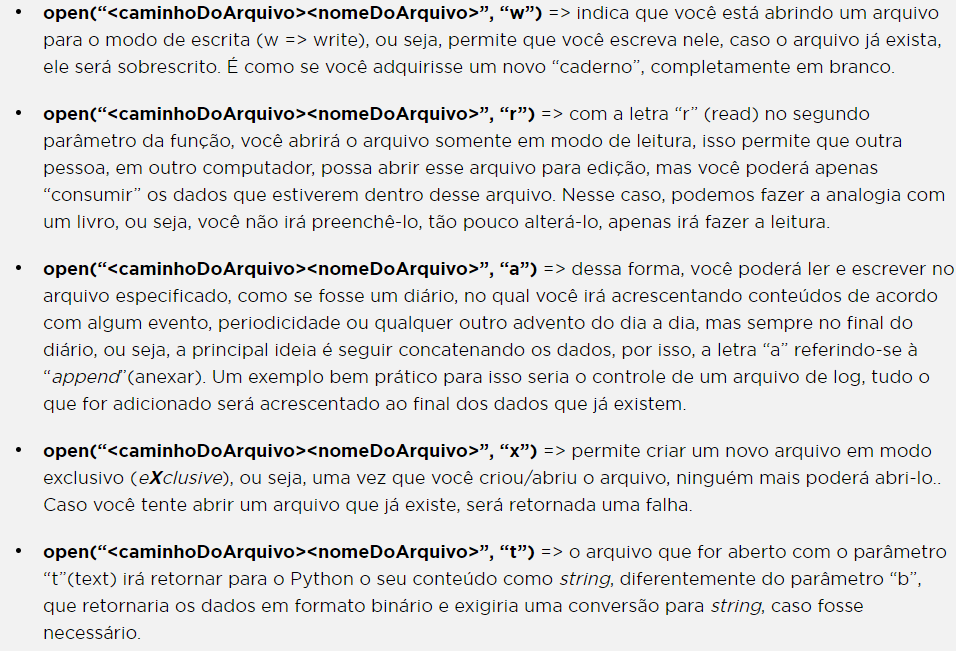 • open(“<caminhoDoArquivo><nomeDoArquivo>”, “w”) => indica que você está abrindo um arquivo
para o modo de escrita (w => write), ou seja, permite que você escreva nele, caso o arquivo já exista,
ele será sobrescrito. É como se você adquirisse um novo “caderno”, completamente em branco.
• open(“<caminhoDoArquivo><nomeDoArquivo>”, “r”) => com a letra “r” (read) no segundo
parâmetro da função, você abrirá o arquivo somente em modo de leitura, isso permite que outra
pessoa, em outro computador, possa abrir esse arquivo para edição, mas você poderá apenas
“consumir” os dados que estiverem dentro desse arquivo. Nesse caso, podemos fazer a analogia com
um livro, ou seja, você não irá preenchê-lo, tão pouco alterá-lo, apenas irá fazer a leitura.
• open(“<caminhoDoArquivo><nomeDoArquivo>”, “a”) => dessa forma, você poderá ler e escrever no
arquivo especificado, como se fosse um diário, no qual você irá acrescentando conteúdos de acordo
com algum evento, periodicidade ou qualquer outro advento do dia a dia, mas sempre no final do
diário, ou seja, a principal ideia é seguir concatenando os dados, por isso, a letra “a” referindo-se à
“append”(anexar). Um exemplo bem prático para isso seria o controle de um arquivo de log, tudo o
que for adicionado será acrescentado ao final dos dados que já existem.
• open(“<caminhoDoArquivo><nomeDoArquivo>”, “x”) => permite criar um novo arquivo em modo
exclusivo (eXclusive), ou seja, uma vez que você criou/abriu o arquivo, ninguém mais poderá abri-lo..
Caso você tente abrir um arquivo que já existe, será retornada uma falha.
• open(“<caminhoDoArquivo><nomeDoArquivo>”, “t”) => o arquivo que for aberto com o parâmetro
“t”(text) irá retornar para o Python o seu conteúdo como string, diferentemente do parâmetro “b”,
que retornaria os dados em formato binário e exigiria uma conversão para string, caso fosse
necessário.